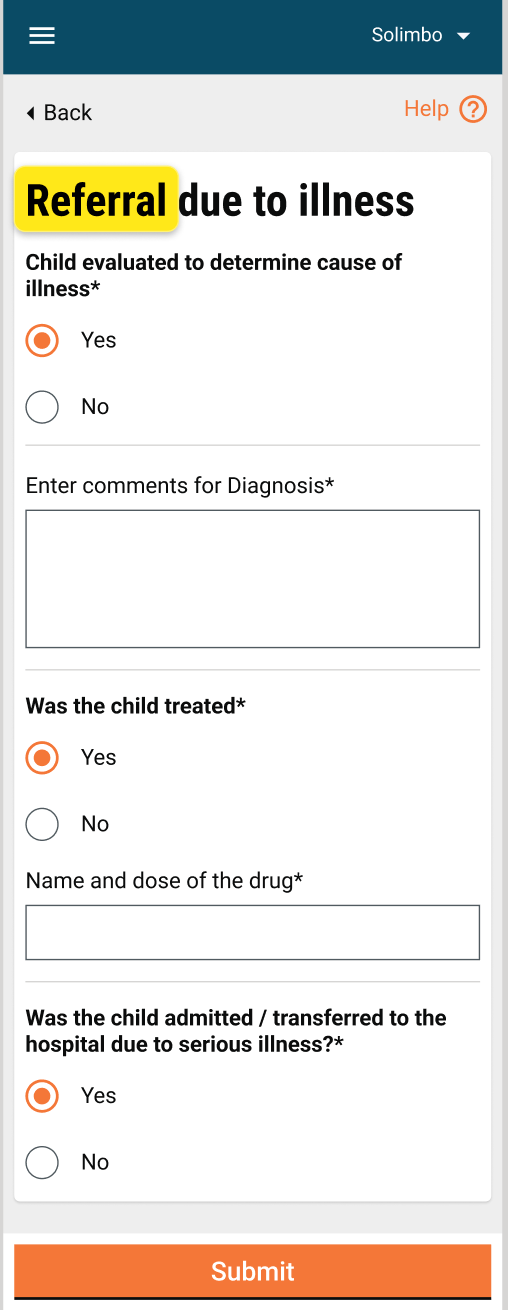 Solimbo
Back
Help ?
Referral due to illness
Child evaluated to determine cause of
illness*
Yes
No
Enter comments for Diagnosis*
Was the child treated*
Yes
No
Name and dose of the drug*
Was the child admitted / transferred to the
hospital due to serious illness?*
Yes
No
Submit